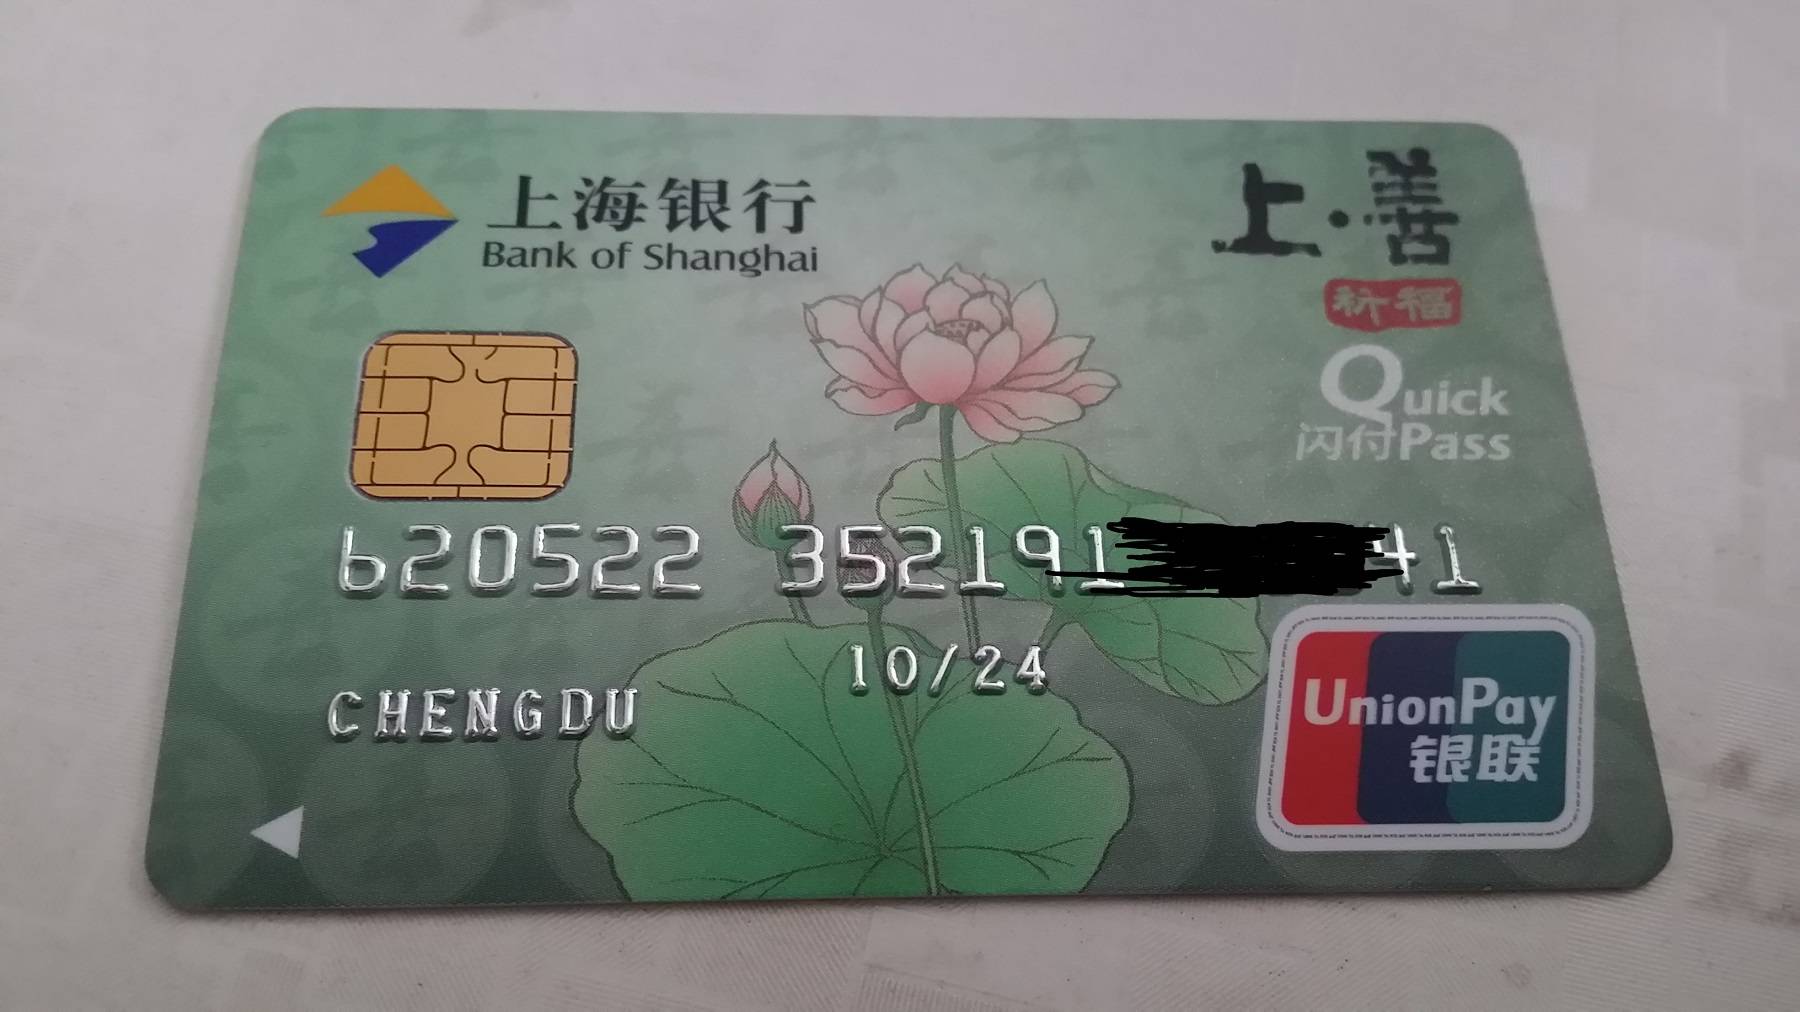 上海银行
Bank of Shanghai
上·善
祈福
Quick
闪付Pass
620522 352191 41
10/24
CHENGDU
UnionPay
银联